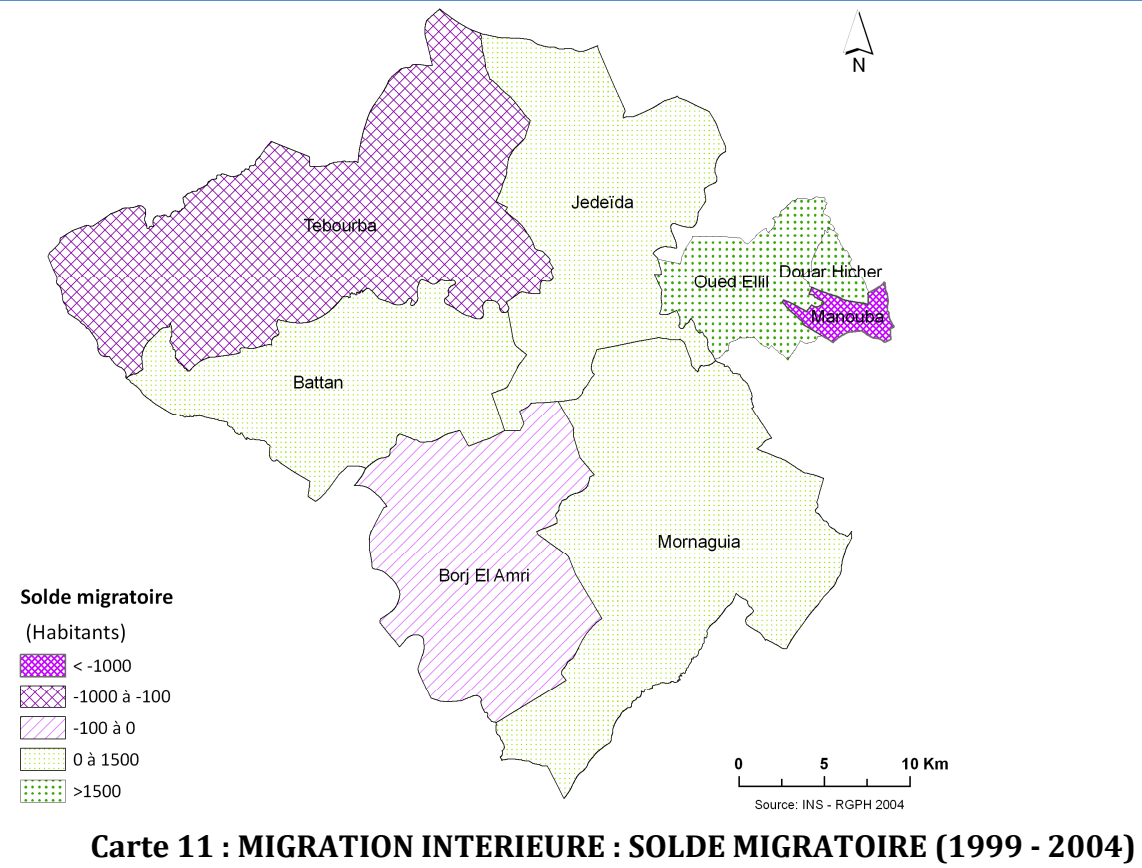 N
Jedeïda
Tebourba
Douar Hicher
Oued Ellil
Manouba
Battan
Mornaguia
Borj El Amri
Solde migratoire
(Habitants)
< -1000
-1000 à -100
-100 à 0
0 à 1500
>1500
0 5 10 Km
Source: INS - RGPH 2004
Carte 11 : MIGRATION INTERIEURE : SOLDE MIGRATOIRE (1999 - 2004)